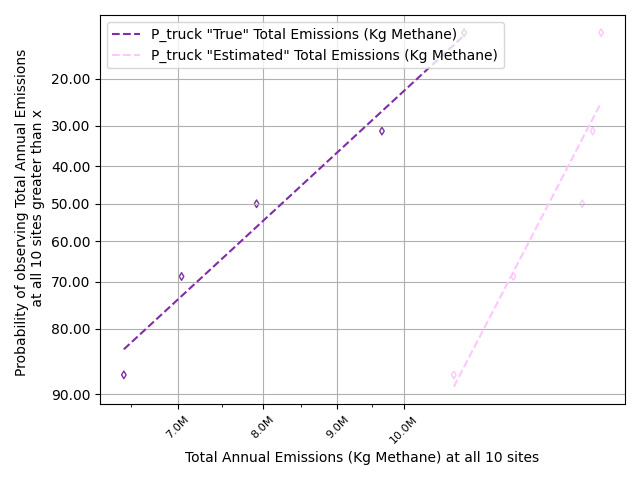 P_truck "True" Total Emissions (Kg Methane)
P_truck "Estimated" Total Emissions (Kg Methane)
Probability of observing Total Annual Emissions
at all 10 sites greater than x
20.00
30.00
40.00
50.00
60.00
70.00
80.00
90.00
7.0M
8.0M
9.0M
10.0M
Total Annual Emissions (Kg Methane) at all 10 sites